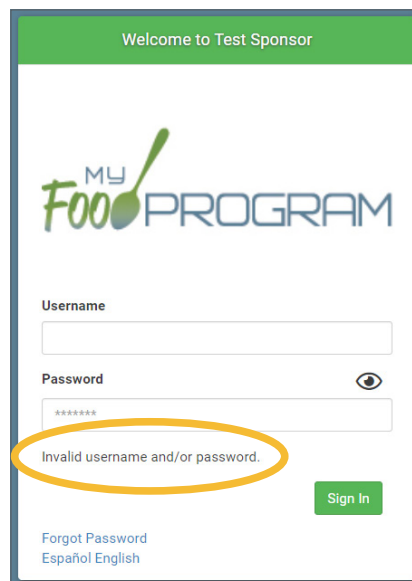 Welcome to Test Sponsor
MY
FOOD PROGRAM
Username
Password
*******
Invalid username and/or password.
Sign In
Forgot Password
Español English